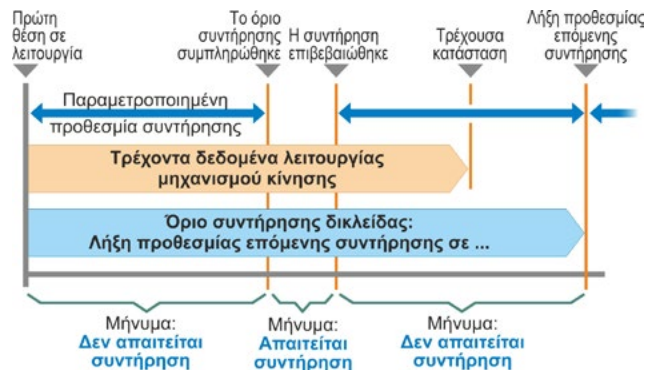 Πρώτη
θέση σε
λειτουργία
Το όριο
συντήρησης
συμπληρώθηκε
Η συντήρηση
επιβεβαιώθηκε
Τρέχουσα
κατάσταση
Λήξη προθεσμίας
επόμενης
συντήρησης
Παραμετροποιημένη
προθεσμία συντήρησης
Τρέχοντα δεδομένα λειτουργίας
μηχανισμού κίνησης
Όριο συντήρησης δικλείδας:
Λήξη προθεσμίας επόμενης συντήρησης σε ...
Μήνυμα:
Δεν απαιτείται
συντήρηση
Μήνυμα:
Απαιτείται
συντήρηση
Μήνυμα:
Δεν απαιτείται
συντήρηση